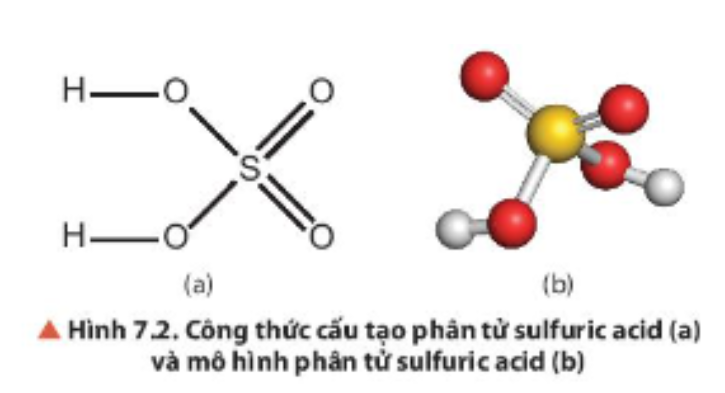 H O O
S
H O O
(a) (b)
▲ Hình 7.2. Công thức cấu tạo phân tử sulfuric acid (a)
và mô hình phân tử sulfuric acid (b)